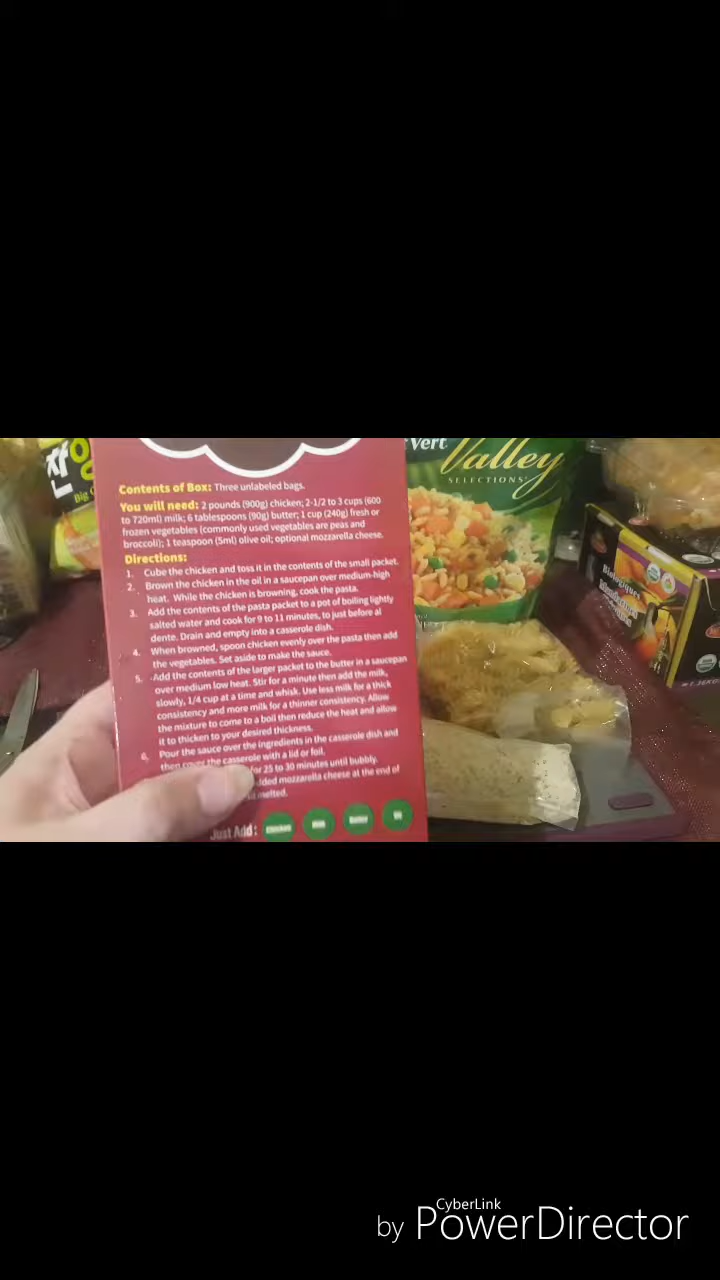 Vert
Valley
SELECTIONS
Big
Biologiques
Contents of Box: Three unlabeled bags.
You will need: 2 pounds (900g) chicken; 2-1/2 to 3 cups (600
to 720ml) milk; 6 tablespoons (90g) butter; 1 cup (240g) fresh or
frozen vegetables (commonly used vegetables are peas and
broccoli); 1 teaspoon (5ml) olive oil; optional mozzarella cheese.
Directions:
1. Cube the chicken and toss it in the contents of the small packet.
2. Brown the chicken in the oil in a saucepan over medium-high
heat. While the chicken is browning, cook the pasta.
3. Add the contents of the pasta packet to a pot of boiling lightly
salted water and cook for 9 to 11 minutes, to just before al
dente. Drain and empty into a casserole dish.
4. When browned, spoon chicken evenly over the pasta then add
the vegetables. Set aside to make the sauce.
5. Add the contents of the larger packet to the butter in a saucepan
over medium low heat. Stir for a minute then add the milk,
slowly, 1/4 cup at a time and whisk. Use less milk for a thick
consistency and more milk for a thinner consistency. Allow
the mixture to come to a boil then reduce the heat and allow
it to thicken to your desired thickness.
6. Pour the sauce over the ingredients in the casserole dish and
then cover the casserole with a lid or foil.
for 25 to 30 minutes until bubbly.
dded mozzarella cheese at the end of
melted.
Just Add: Chicken Milk Butter Oil
CyberLink
by PowerDirector